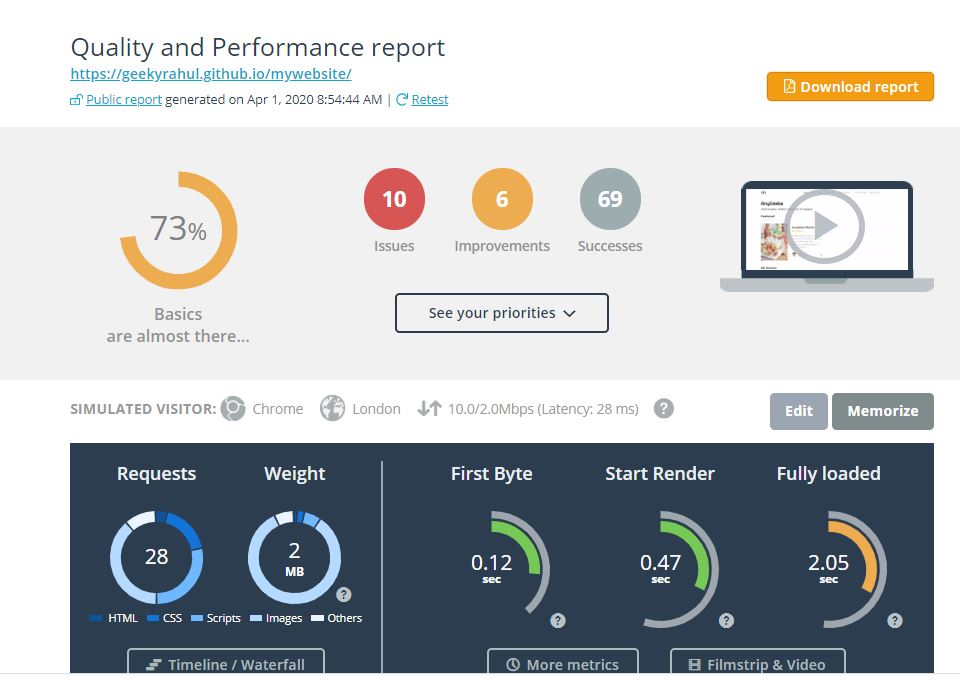 Quality and Performance report
https://geekyrahul.github.io/mywebsite/
Public report generated on Apr 1, 2020 8:54:44 AM | Retest
Download report
73%
Basics
are almost there...
10
Issues
6
Improvements
69
Successes
See your priorities
SIMULATED VISITOR: Chrome London 10.0/2.0Mbps (Latency: 28 ms) ?
Edit
Memorize
Requests
Weight
First Byte
Start Render
Fully loaded
28
2
MB
?
0.12
sec
?
0.47
sec
?
2.05
sec
?
HTML CSS Scripts Images Others
Timeline / Waterfall
More metrics
Filmstrip & Video